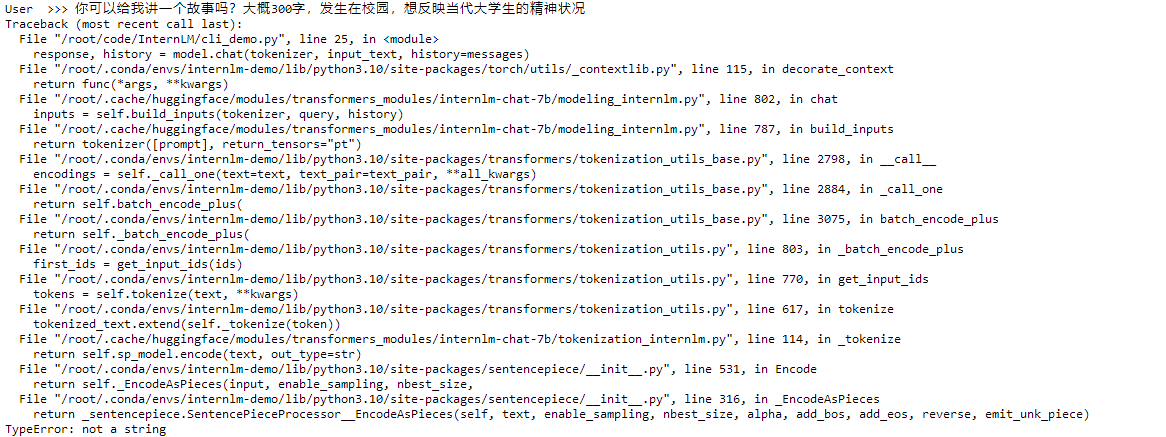 User  >>> 你可以给我讲一个故事吗？大概300字，发生在校园，想反映当代大学生的精神状况
Traceback (most recent call last):
  File "/root/code/InternLM/cli_demo.py", line 25, in <module>
    response, history = model.chat(tokenizer, input_text, history=messages)
  File "/root/.conda/envs/internlm-demo/lib/python3.10/site-packages/torch/utils/_contextlib.py", line 115, in decorate_context
    return func(*args, **kwargs)
  File "/root/.cache/huggingface/modules/transformers_modules/internlm-chat-7b/modeling_internlm.py", line 802, in chat
    inputs = self.build_inputs(tokenizer, query, history)
  File "/root/.cache/huggingface/modules/transformers_modules/internlm-chat-7b/modeling_internlm.py", line 787, in build_inputs
    return tokenizer([prompt], return_tensors="pt")
  File "/root/.conda/envs/internlm-demo/lib/python3.10/site-packages/transformers/tokenization_utils_base.py", line 2798, in __call__
    encodings = self._call_one(text=text, text_pair=text_pair, **all_kwargs)
  File "/root/.conda/envs/internlm-demo/lib/python3.10/site-packages/transformers/tokenization_utils_base.py", line 2884, in _call_one
    return self.batch_encode_plus(
  File "/root/.conda/envs/internlm-demo/lib/python3.10/site-packages/transformers/tokenization_utils_base.py", line 3075, in batch_encode_plus
    return self._batch_encode_plus(
  File "/root/.conda/envs/internlm-demo/lib/python3.10/site-packages/transformers/tokenization_utils.py", line 803, in _batch_encode_plus
    first_ids = get_input_ids(ids)
  File "/root/.conda/envs/internlm-demo/lib/python3.10/site-packages/transformers/tokenization_utils.py", line 770, in get_input_ids
    tokens = self.tokenize(text, **kwargs)
  File "/root/.conda/envs/internlm-demo/lib/python3.10/site-packages/transformers/tokenization_utils.py", line 617, in tokenize
    tokenized_text.extend(self._tokenize(token))
  File "/root/.cache/huggingface/modules/transformers_modules/internlm-chat-7b/tokenization_internlm.py", line 114, in _tokenize
    return self.sp_model.encode(text, out_type=str)
  File "/root/.conda/envs/internlm-demo/lib/python3.10/site-packages/sentencepiece/__init__.py", line 531, in Encode
    return self._EncodeAsPieces(input, enable_sampling, nbest_size,
  File "/root/.conda/envs/internlm-demo/lib/python3.10/site-packages/sentencepiece/__init__.py", line 316, in _EncodeAsPieces
    return _sentencepiece.SentencePieceProcessor__EncodeAsPieces(self, text, enable_sampling, nbest_size, alpha, add_bos, add_eos, reverse, emit_unk_piece)
TypeError: not a string